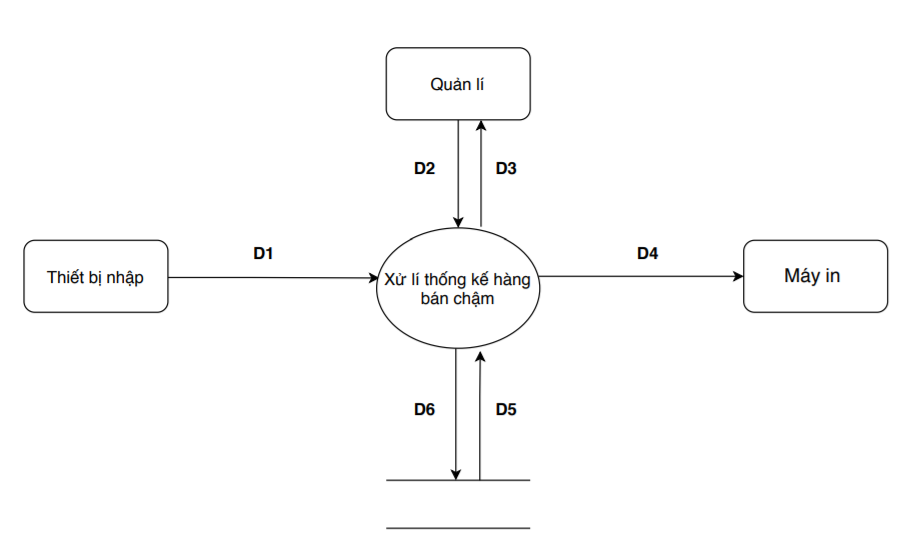 Quản lí
D2
D3
D1
D4
Thiết bị nhập
Xử lí thống kế hàng
bán chậm
Máy in
D6
D5